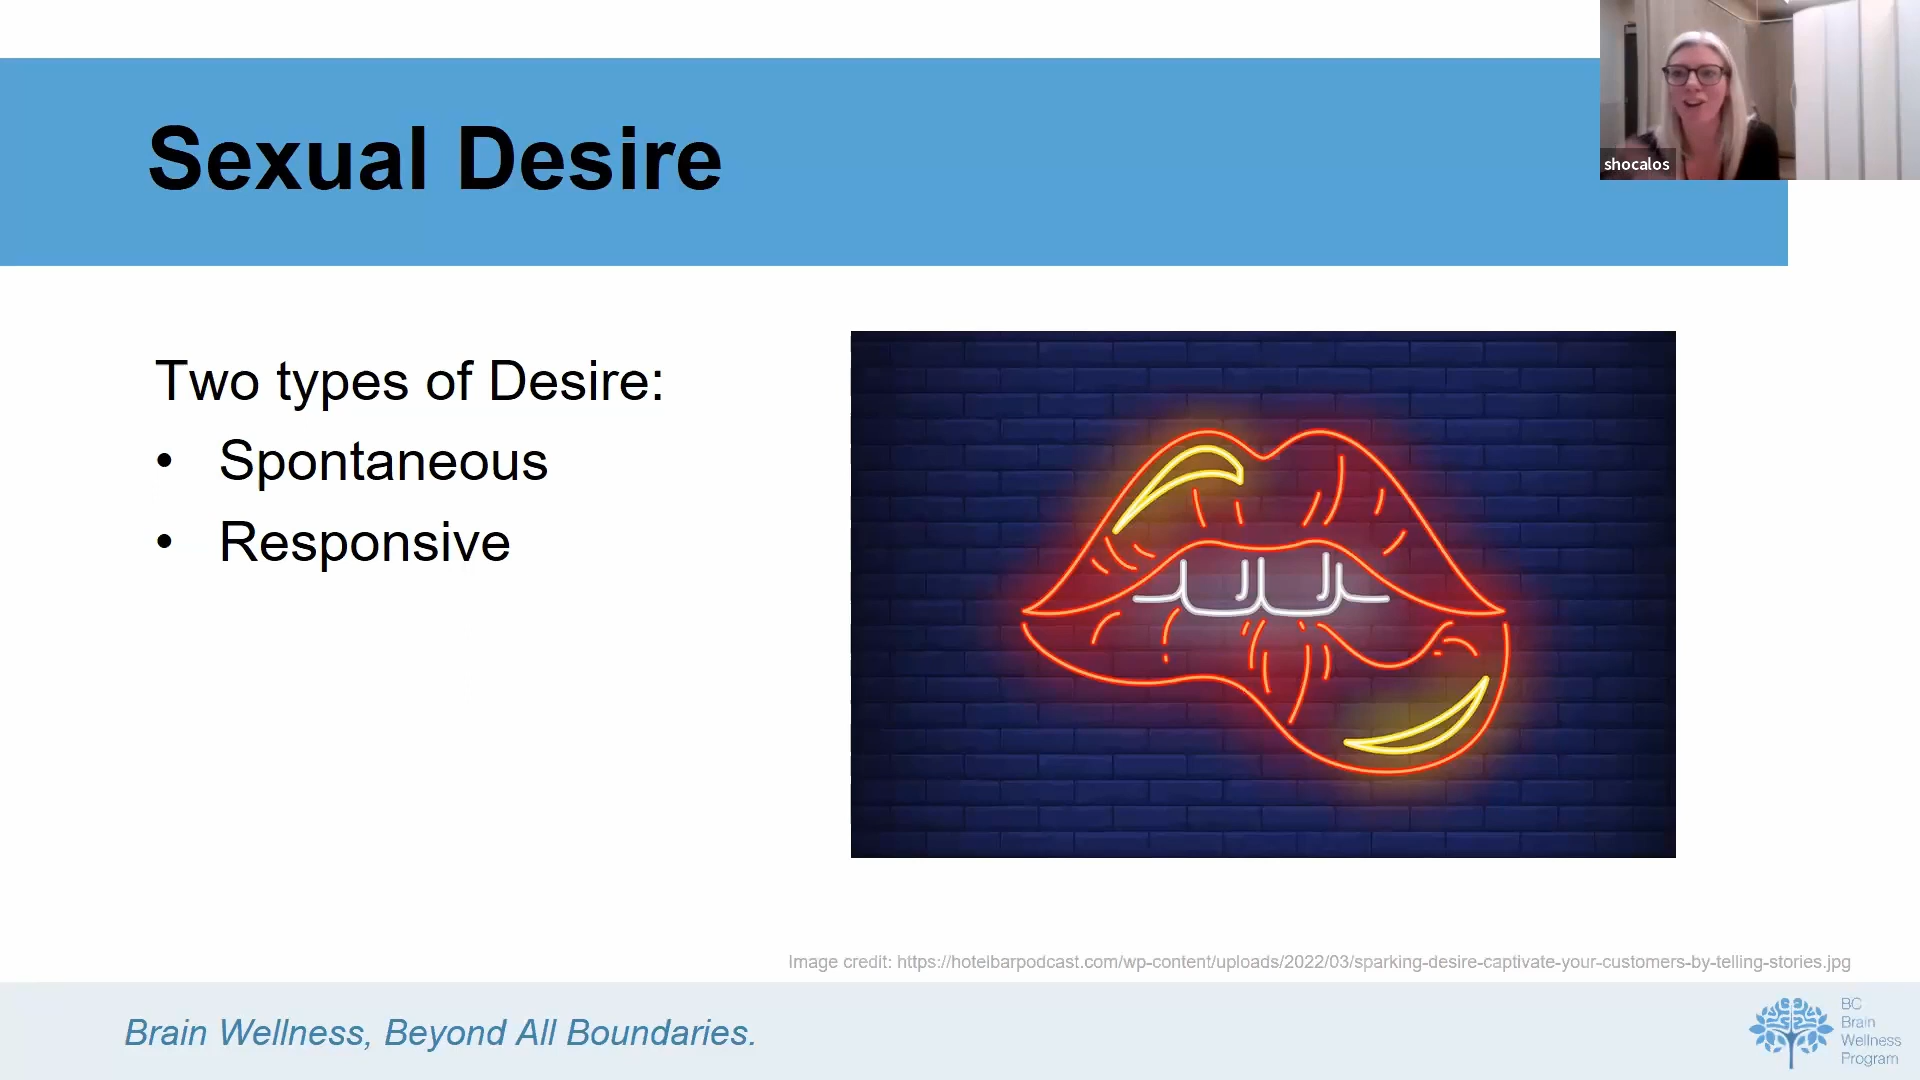 Sexual Desire
shocalos
Two types of Desire:
• Spontaneous
• Responsive
Image credit: https://hotelbarpodcast.com/wp-content/uploads/2022/03/sparking-desire-captivate-your-customers-by-telling-stories.jpg
Brain Wellness, Beyond All Boundaries.
BC
Brain
Wellness
Program